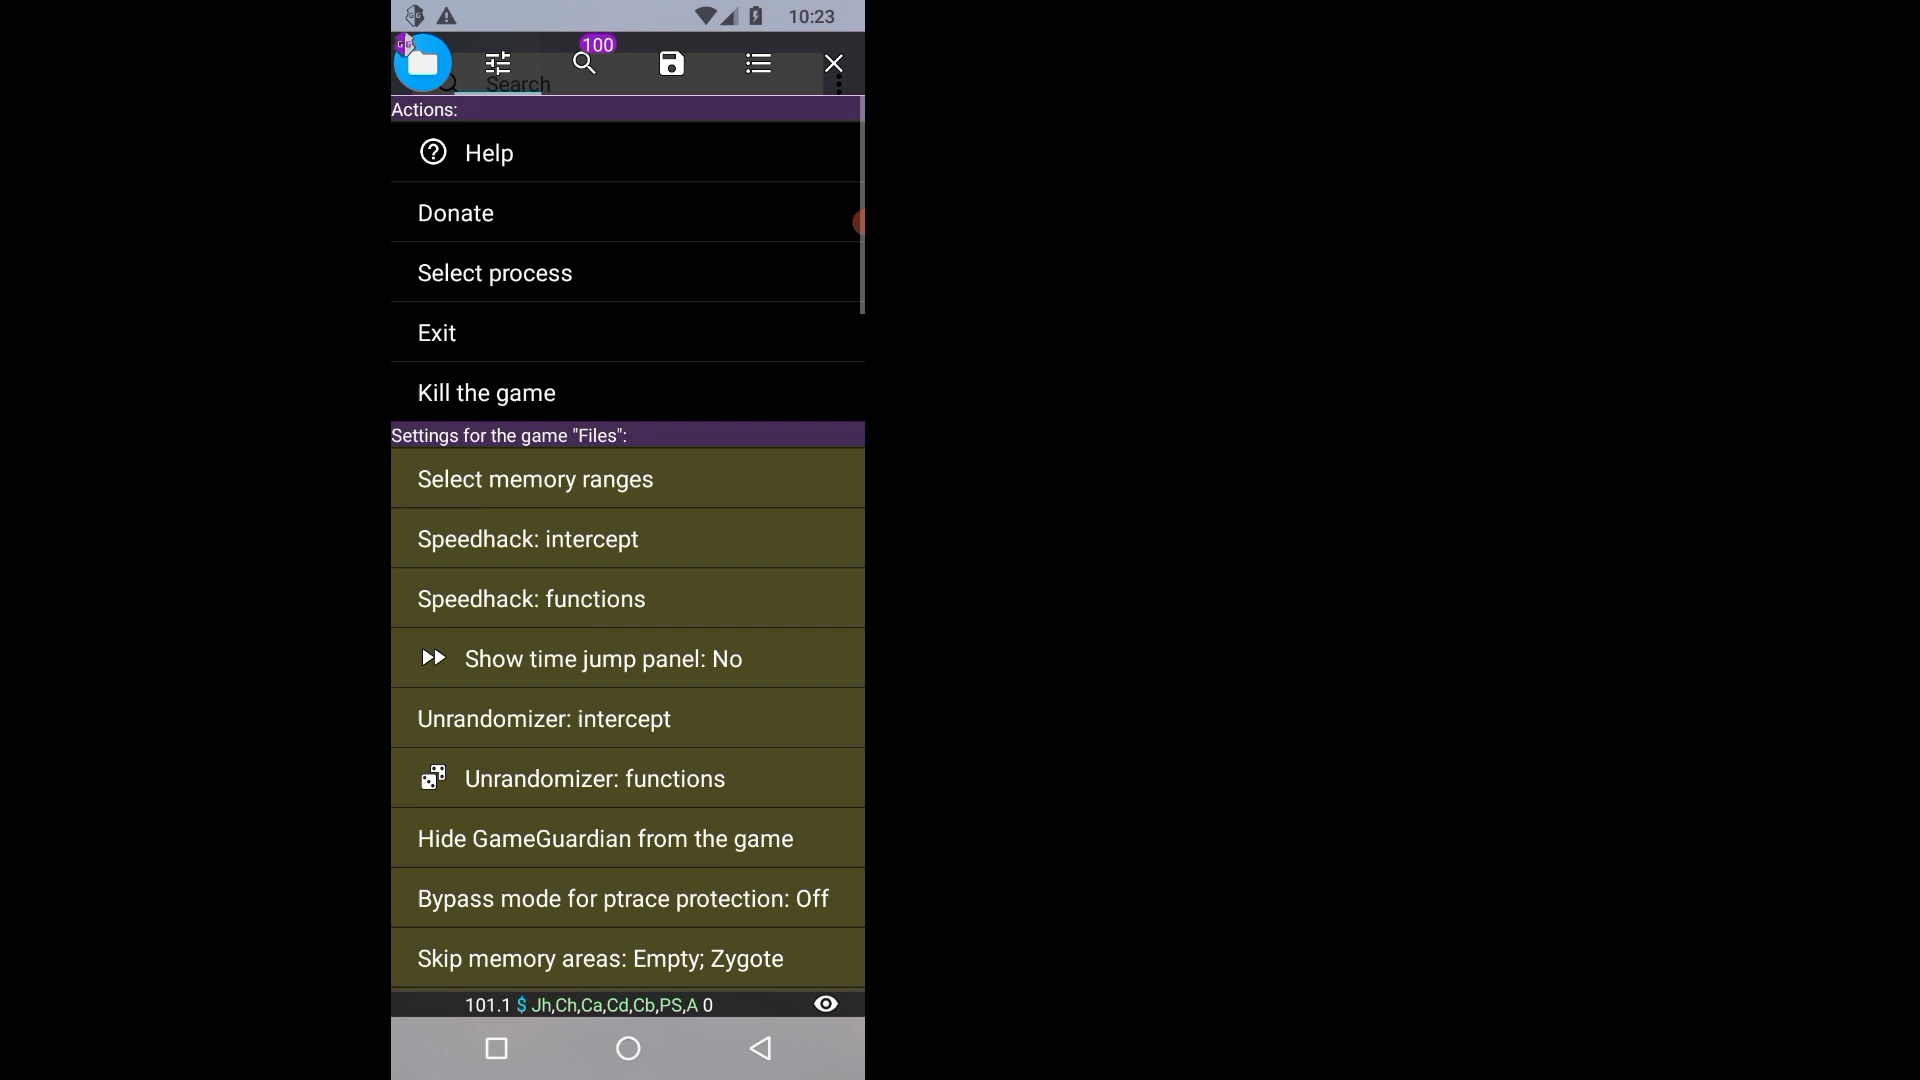 10:23
100
Search
Actions:
Help
Donate
Select process
Exit
Kill the game
Settings for the game "Files":
Select memory ranges
Speedhack: intercept
Speedhack: functions
Show time jump panel: No
Unrandomizer: intercept
Unrandomizer: functions
Hide GameGuardian from the game
Bypass mode for ptrace protection: Off
Skip memory areas: Empty; Zygote
101.1 $ Jh,Ch,Ca,Cd,Cb,PS,A 0